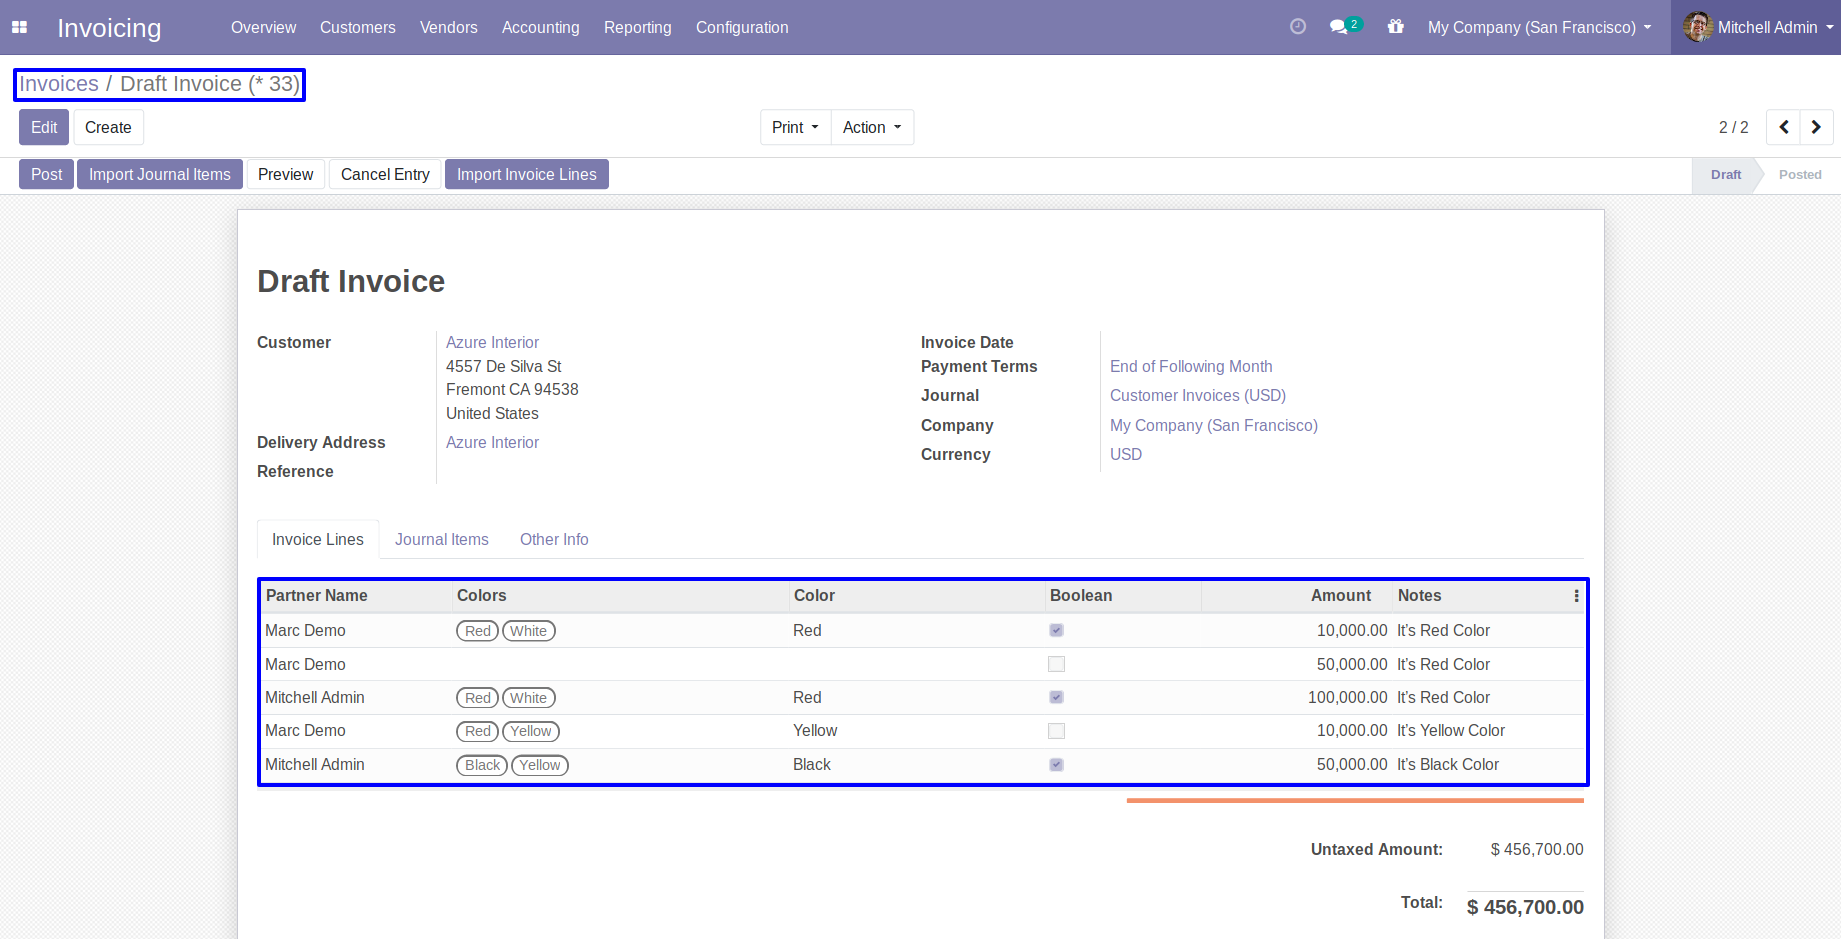 Invoicing Overview Customers Vendors Accounting Reporting Configuration 2 My Company (San Francisco) Mitchell Admin
Invoices / Draft Invoice (* 33)
Edit Create Print Action 2 / 2
Post Import Journal Items Preview Cancel Entry Import Invoice Lines Draft Posted
Draft Invoice
Customer Azure Interior
4557 De Silva St
Fremont CA 94538
United States
Delivery Address Azure Interior
Reference
Invoice Date
Payment Terms End of Following Month
Journal Customer Invoices (USD)
Company My Company (San Francisco)
Currency USD
Invoice Lines Journal Items Other Info
Partner Name Colors Color Boolean Amount Notes
Marc Demo Red White Red 10,000.00 It's Red Color
Marc Demo 50,000.00 It's Red Color
Mitchell Admin Red White Red 100,000.00 It's Red Color
Marc Demo Red Yellow Yellow 10,000.00 It's Yellow Color
Mitchell Admin Black Yellow Black 50,000.00 It's Black Color
Untaxed Amount: $ 456,700.00
Total: $ 456,700.00